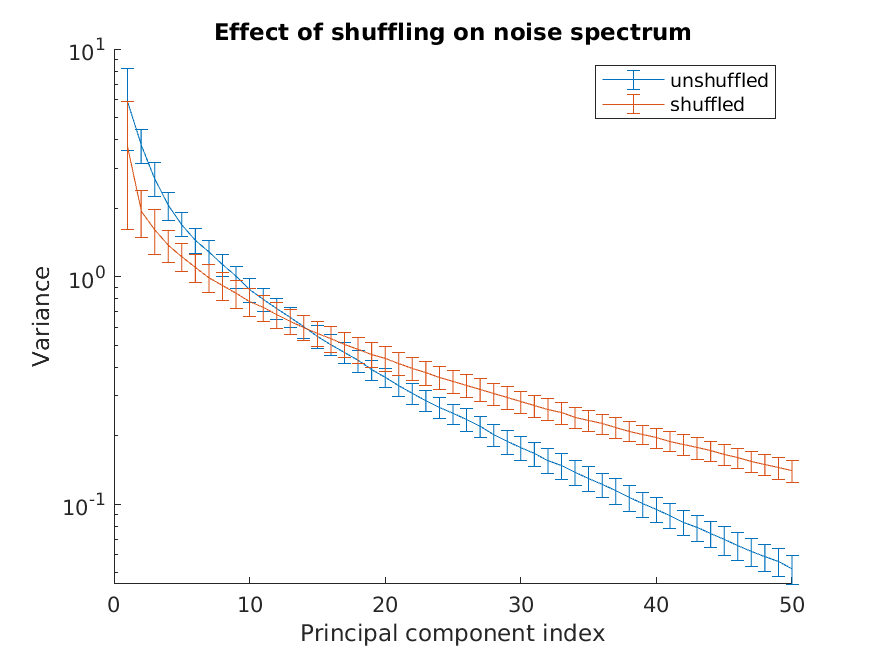 Effect of shuffling on noise spectrum
unshuffled
shuffled
10^1
10^0
10^-1
Variance
0 10 20 30 40 50
Principal component index